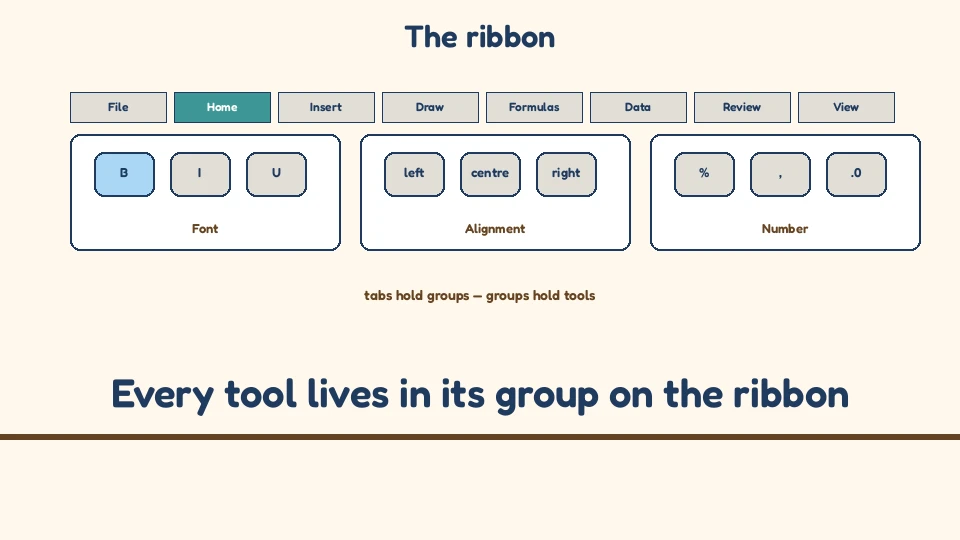 The ribbon
File Home Insert Draw Formulas Data Review View
B I U left centre right % , .0
Font Alignment Number
tabs hold groups — groups hold tools
Every tool lives in its group on the ribbon